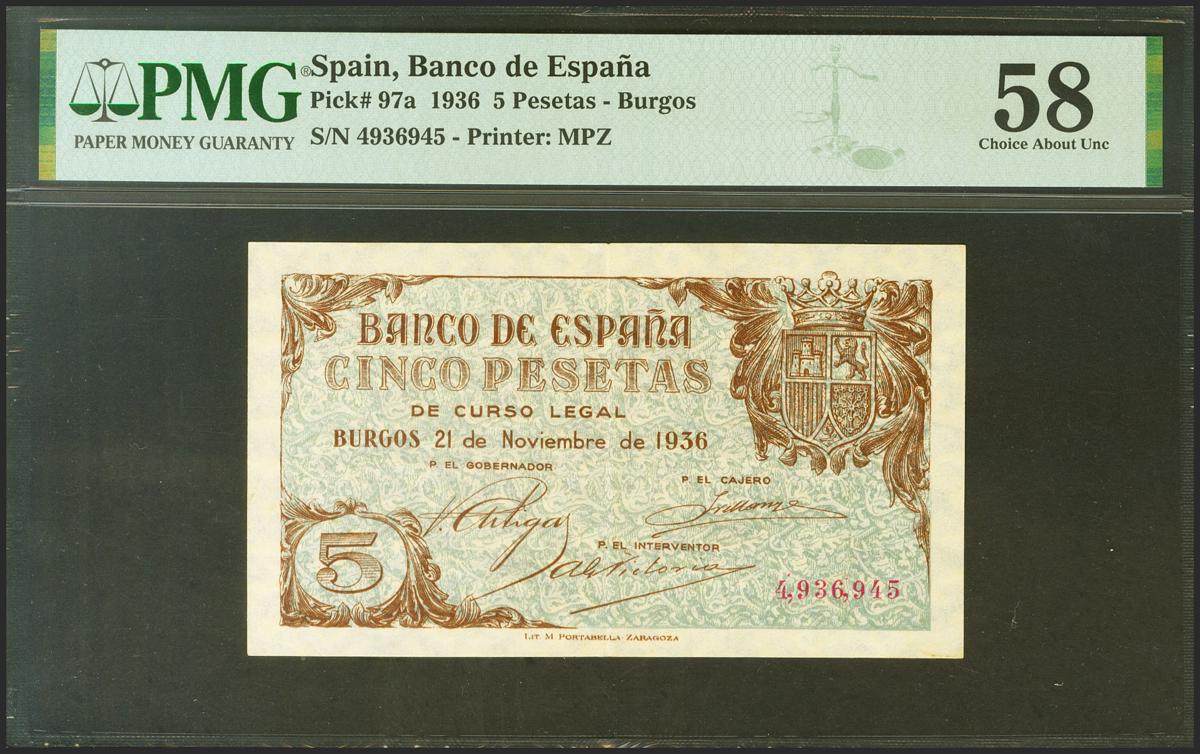 PMG®
PAPER MONEY GUARANTY
Spain, Banco de España
Pick# 97a 1936 5 Pesetas - Burgos
S/N 4936945 - Printer: MPZ
58
Choice About Unc
BANCO DE ESPAÑA
CINCO PESETAS
DE CURSO LEGAL
BURGOS 21 de Noviembre de 1936
P. EL GOBERNADOR
P. EL CAJERO
P. EL INTERVENTOR
5
4,936,945
LIT. M PORTABELLA-ZARAGOZA